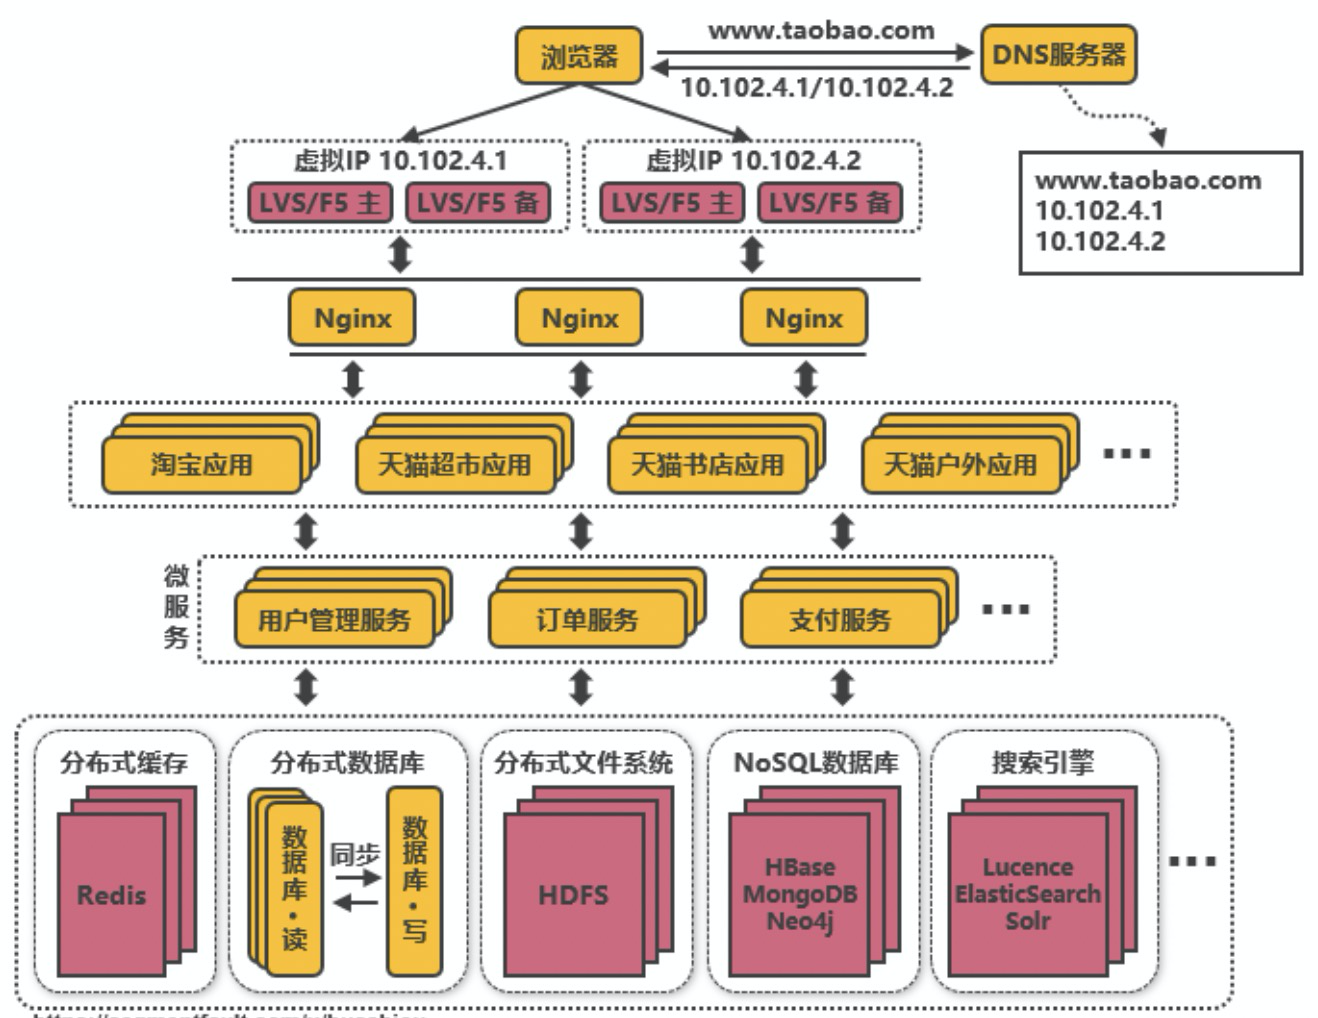 www.taobao.com
浏览器
DNS服务器
10.102.4.1/10.102.4.2
虚拟IP 10.102.4.1
虚拟IP 10.102.4.2
LVS/F5 主
LVS/F5 备
LVS/F5 主
LVS/F5 备
www.taobao.com
10.102.4.1
10.102.4.2
Nginx
Nginx
Nginx
淘宝应用
天猫超市应用
天猫书店应用
天猫户外应用
...
微服务
用户管理服务
订单服务
支付服务
...
分布式缓存
Redis
分布式数据库
数据库·读
同步
数据库·写
分布式文件系统
HDFS
NoSQL数据库
HBase
MongoDB
Neo4j
搜索引擎
Lucence
ElasticSearch
Solr
...